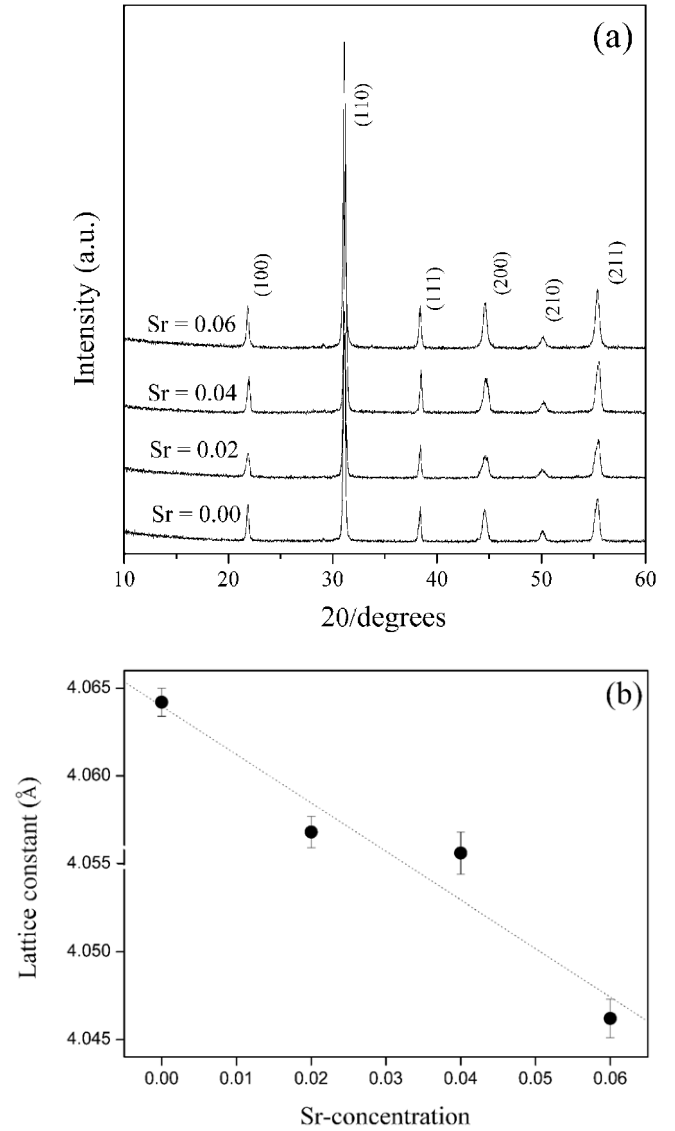 (a)
(110)
(100)
(111)
(200)
(210)
(211)
Sr = 0.06
Sr = 0.04
Sr = 0.02
Sr = 0.00
Intensity (a.u.)
10 20 30 40 50 60
2θ/degrees
(b)
4.065
4.060
4.055
4.050
4.045
Lattice constant (Å)
0.00 0.01 0.02 0.03 0.04 0.05 0.06
Sr-concentration